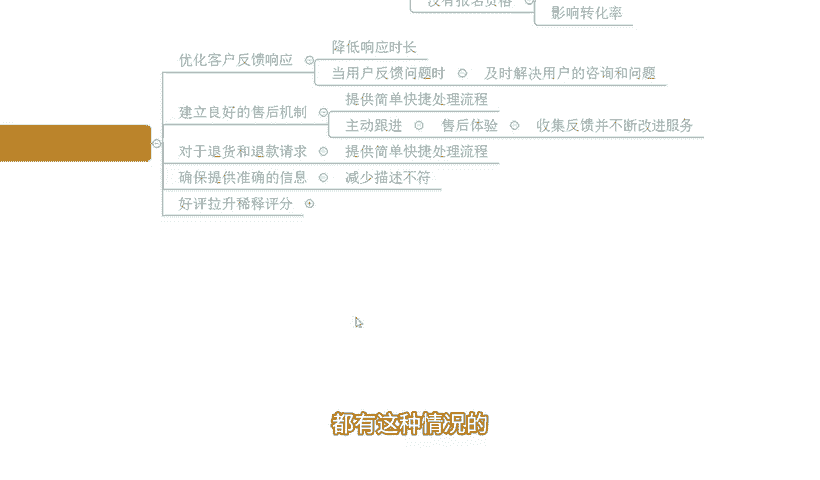 没有报名资格
影响转化率
优化客户反馈响应
降低响应时长
当用户反馈问题时 及时解决用户的咨询和问题
建立良好的售后机制
提供简单快捷处理流程
主动跟进 售后体验 收集反馈并不断改进服务
对于退货和退款请求 提供简单快捷处理流程
确保提供准确的信息 减少描述不符
好评拉升稀释评分
都有这种情况的